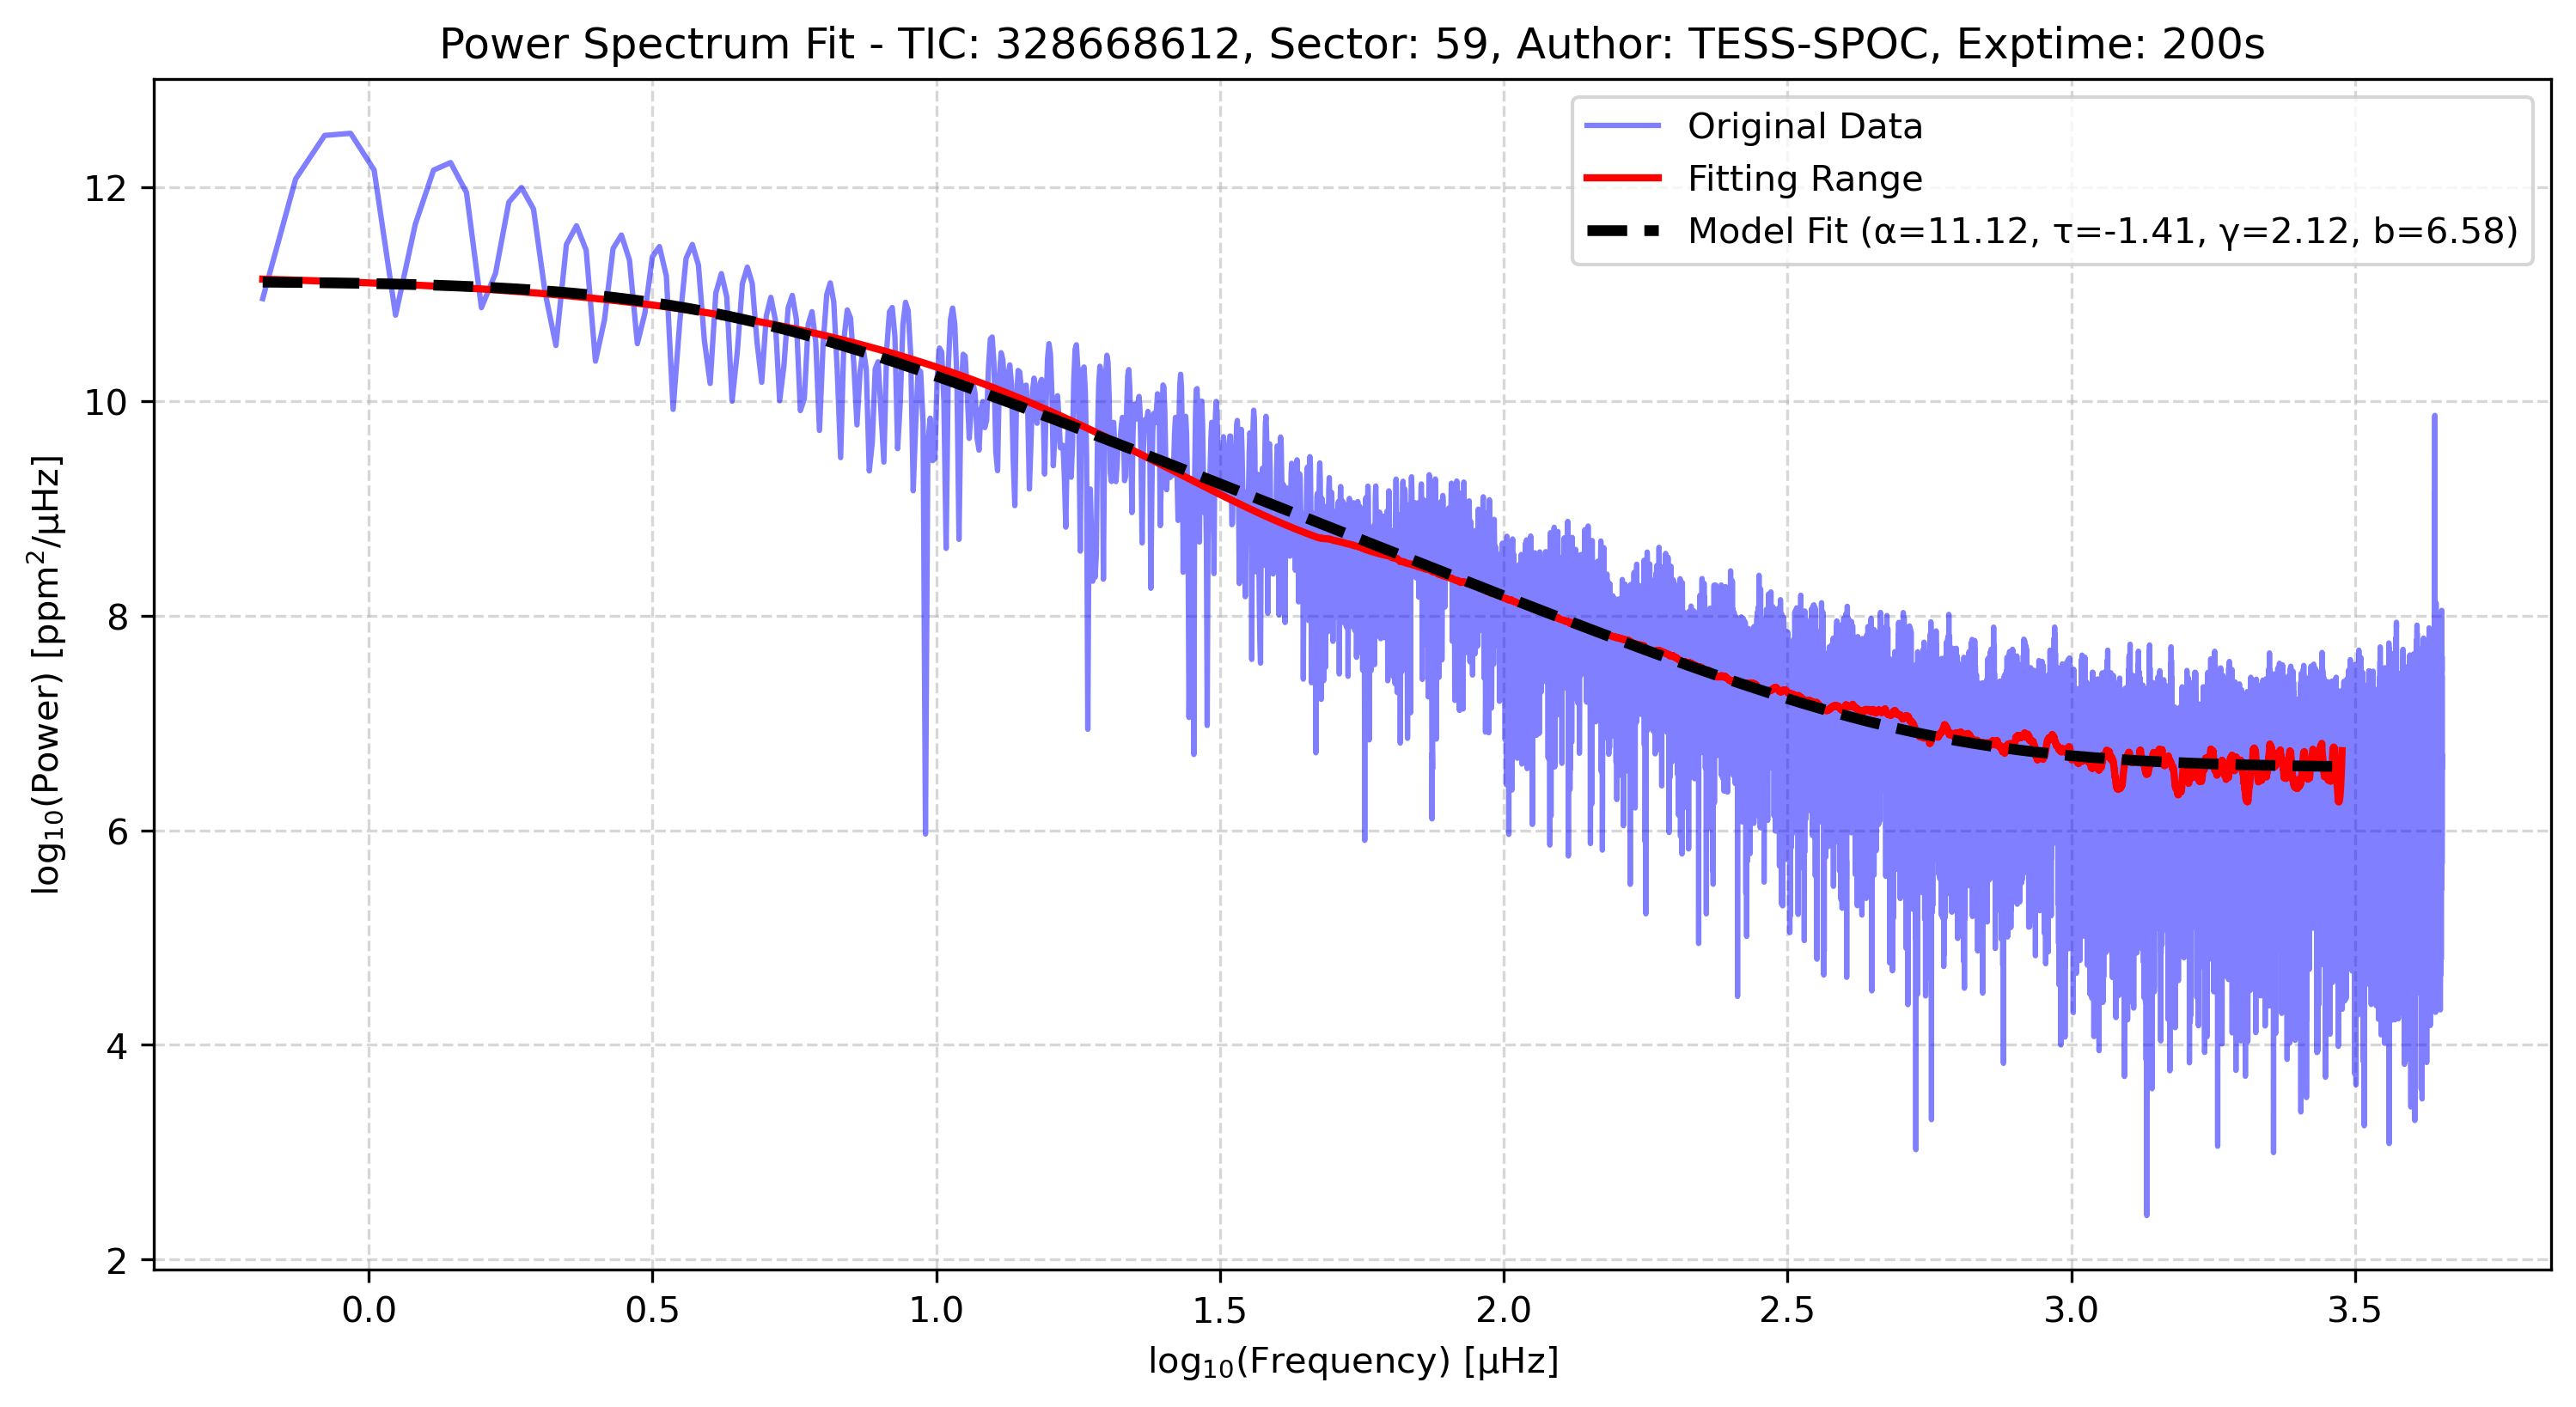 Power Spectrum Fit - TIC: 328668612, Sector: 59, Author: TESS-SPOC, Exptime: 200s
Original Data
Fitting Range
Model Fit (α=11.12, τ=-1.41, γ=2.12, b=6.58)
log₁₀(Power) [ppm²/μHz]
12
10
8
6
4
2
0.0 0.5 1.0 1.5 2.0 2.5 3.0 3.5
log₁₀(Frequency) [μHz]